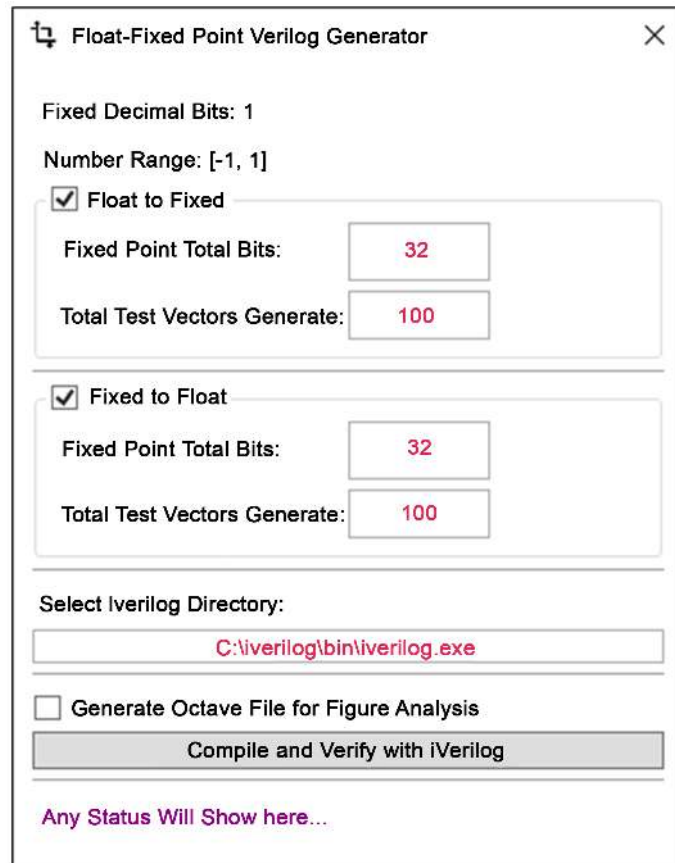 Float-Fixed Point Verilog Generator
Fixed Decimal Bits: 1
Number Range: [-1, 1]
Float to Fixed
Fixed Point Total Bits: 32
Total Test Vectors Generate: 100
Fixed to Float
Fixed Point Total Bits: 32
Total Test Vectors Generate: 100
Select Iverilog Directory:
C:\iverilog\bin\iverilog.exe
Generate Octave File for Figure Analysis
Compile and Verify with iVerilog
Any Status Will Show here...